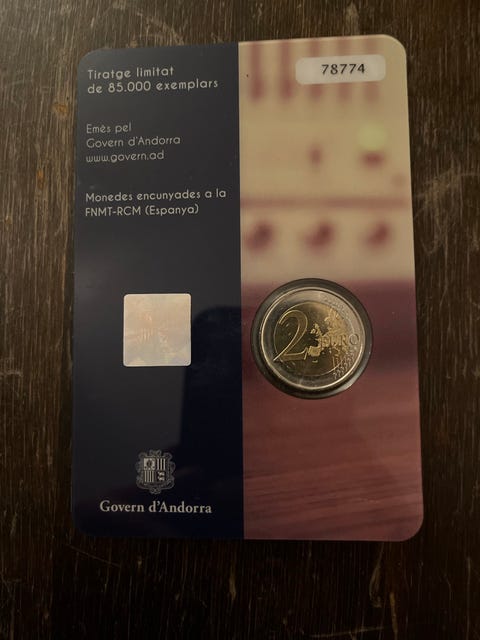 Tiratge limitat
de 85.000 exemplars
78774
Emès pel
Govern d'Andorra
www.govern.ad
Monedes encunyades a la
FNMT-RCM (Espanya)
2 EURO
Govern d'Andorra